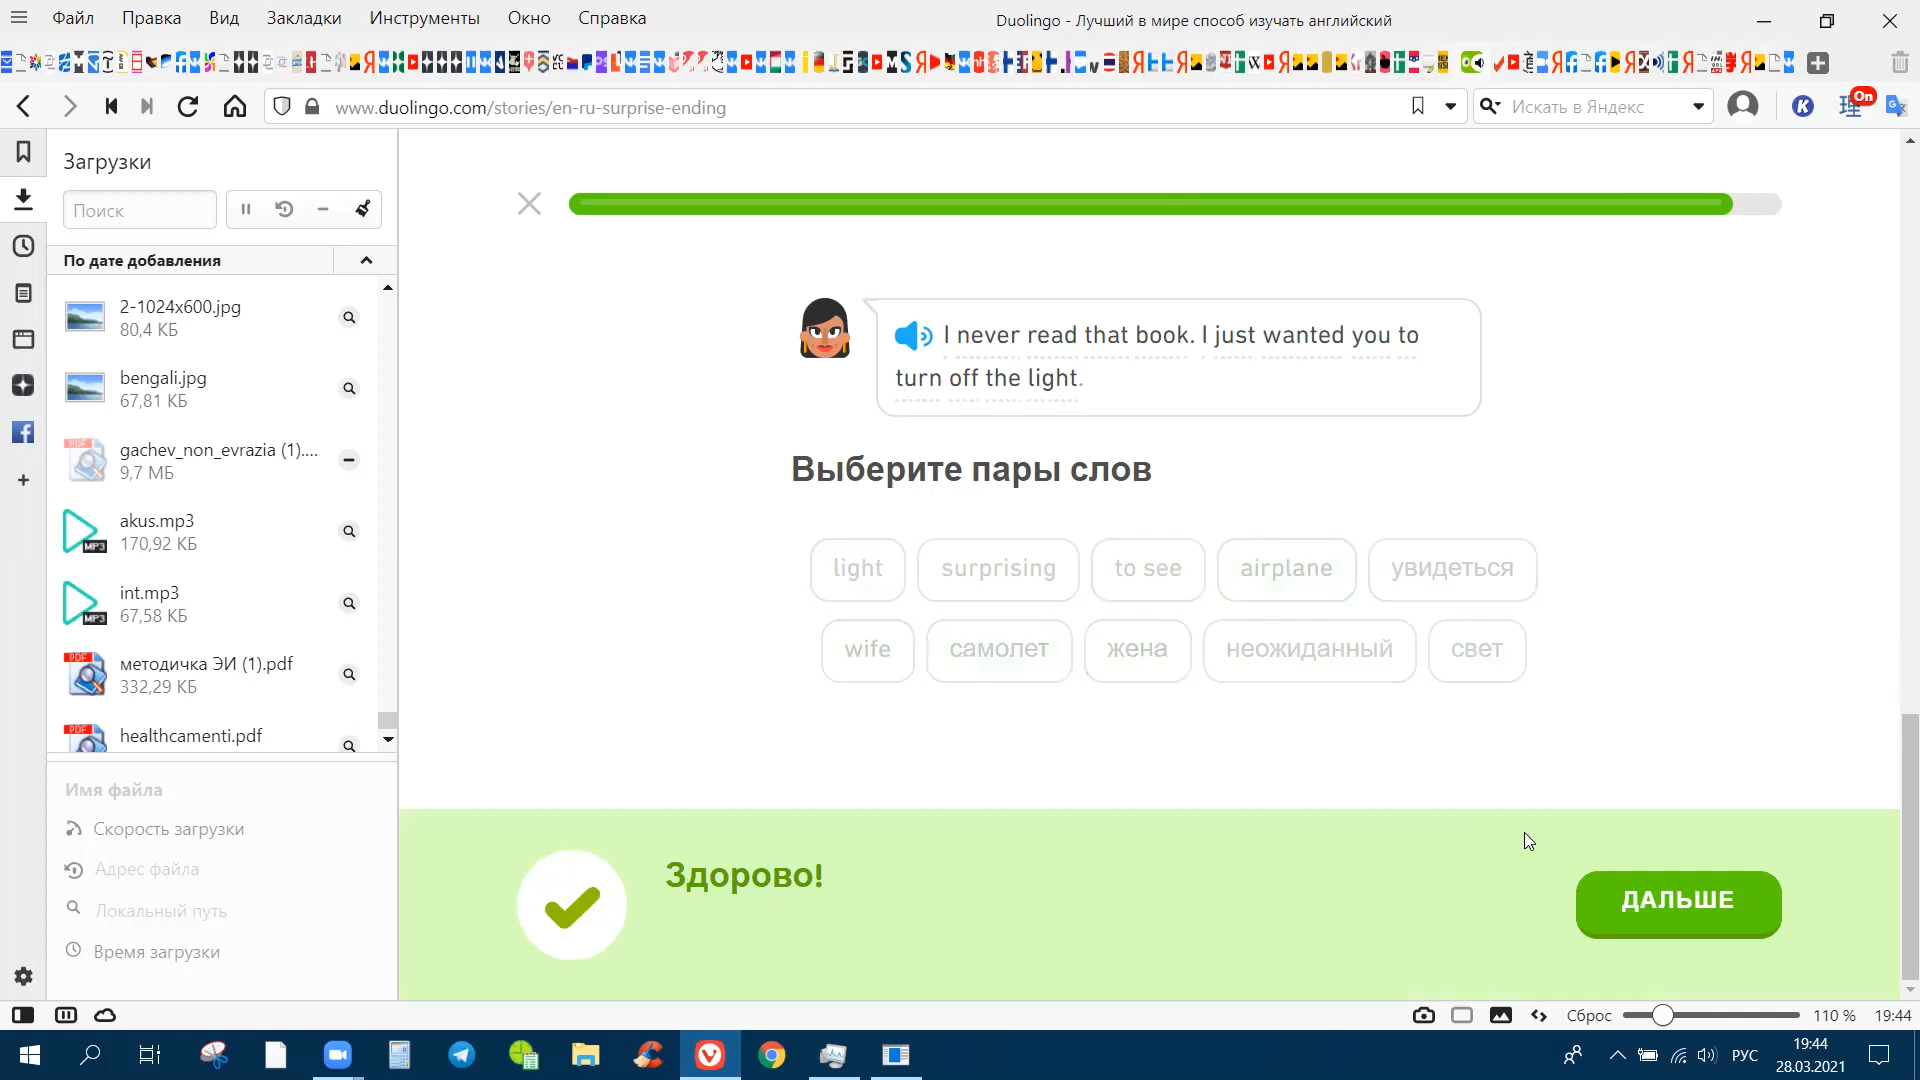 Файл Правка Вид Закладки Инструменты Окно Справка
Duolingo - Лучший в мире способ изучать английский
www.duolingo.com/stories/en-ru-surprise-ending
Искать в Яндекс
On
Загрузки
Поиск
По дате добавления
2-1024x600.jpg
80,4 КБ
bengali.jpg
67,81 КБ
gachev_non_evrazia (1)....
9,7 МБ
akus.mp3
170,92 КБ
int.mp3
67,58 КБ
методичка ЭИ (1).pdf
332,29 КБ
healthcamenti.pdf
Имя файла
Скорость загрузки
Адрес файла
Локальный путь
Время загрузки
I never read that book. I just wanted you to
turn off the light.
Выберите пары слов
light surprising to see airplane увидеться
wife самолет жена неожиданный свет
Здорово!
ДАЛЬШЕ
Сброс 110 % 19:44
РУС
19:44
28.03.2021